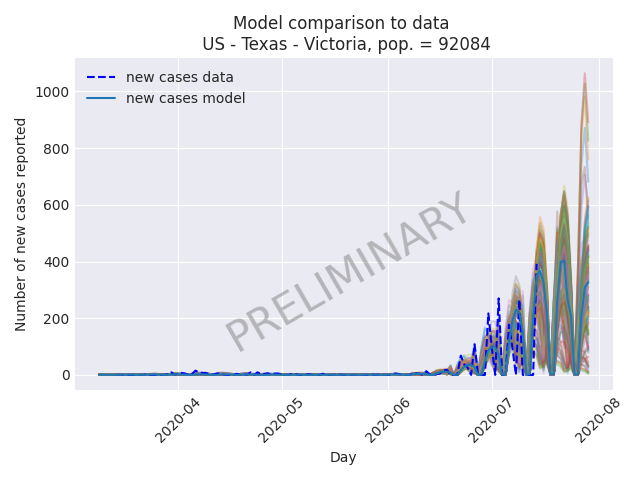 Model comparison to data
US - Texas - Victoria, pop. = 92084
new cases data
new cases model
Number of new cases reported
1000
800
600
400
200
0
PRELIMINARY
2020-04
2020-05
2020-06
2020-07
2020-08
Day